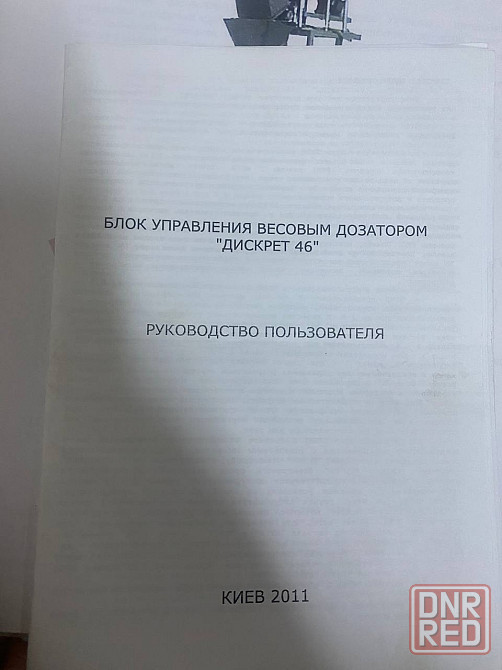 БЛОК УПРАВЛЕНИЯ ВЕСОВЫМ ДОЗАТОРОМ
"ДИСКРЕТ 46"
РУКОВОДСТВО ПОЛЬЗОВАТЕЛЯ
КИЕВ 2011
DNR
RED